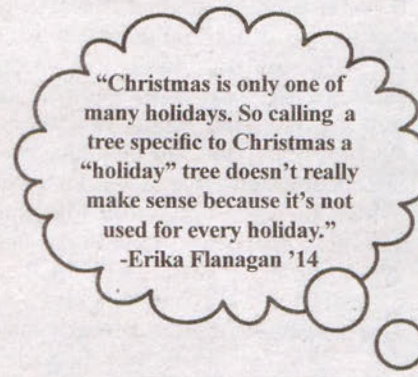 “Christmas is only one of
many holidays. So calling a
tree specific to Christmas a
“holiday” tree doesn’t really
make sense because it’s not
used for every holiday.”
-Erika Flanagan ’14